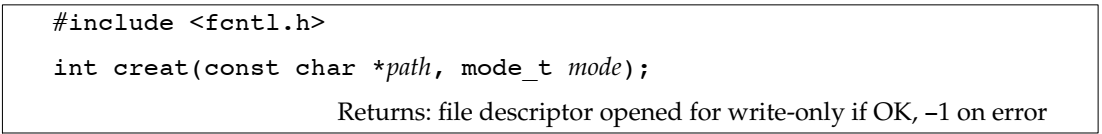 #include <fcntl.h>
int creat(const char *path, mode_t mode);
Returns: file descriptor opened for write-only if OK, –1 on error